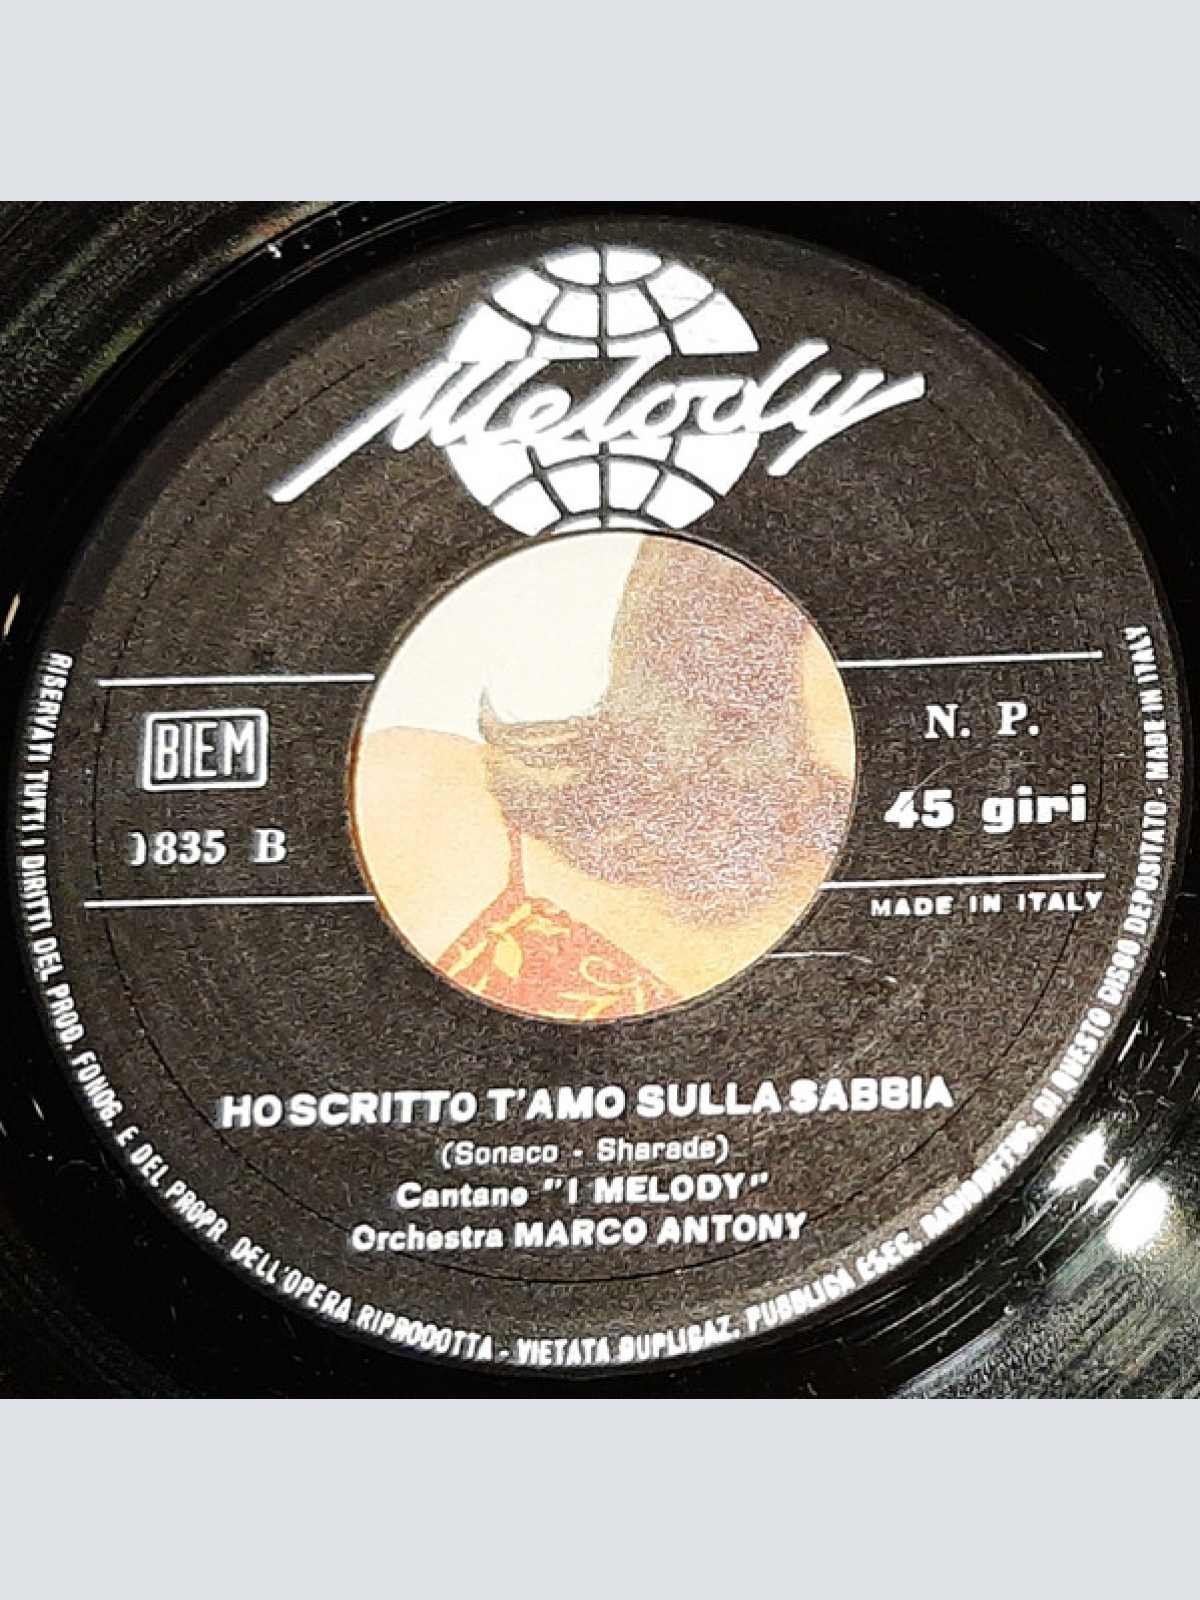 Melody
BIEM
835 B
N. P.
45 giri
MADE IN ITALY
HO SCRITTO T'AMO SULLA SABBIA
(Sonaco - Sharade)
Cantano "I MELODY"
Orchestra MARCO ANTONY
RISERVATI TUTTI I DIRITTI DEL PROD. FONOG. E DEL PROPR. DELL'OPERA RIPRODOTTA - VIETATA DUPLICAZ. PUBBLICA ESEC. RADIODIFFUS. DI QUESTO DISCO DEPOSITATO - MADE IN ITALY